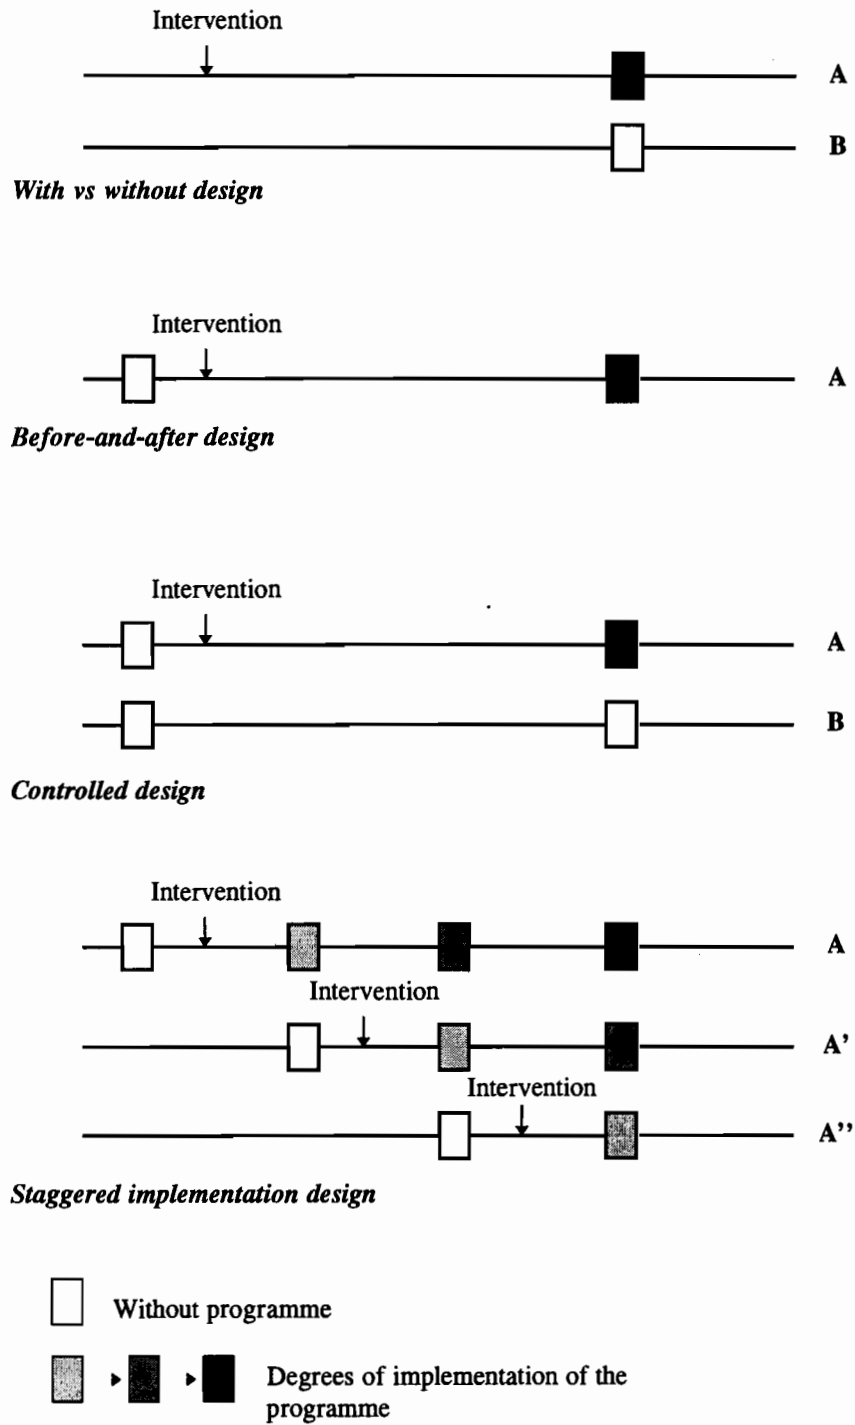 Intervention
A
B
With vs without design
Intervention
A
Before-and-after design
Intervention
A
B
Controlled design
Intervention
A
Intervention
A'
Intervention
A''
Staggered implementation design
Without programme
Degrees of implementation of the
programme